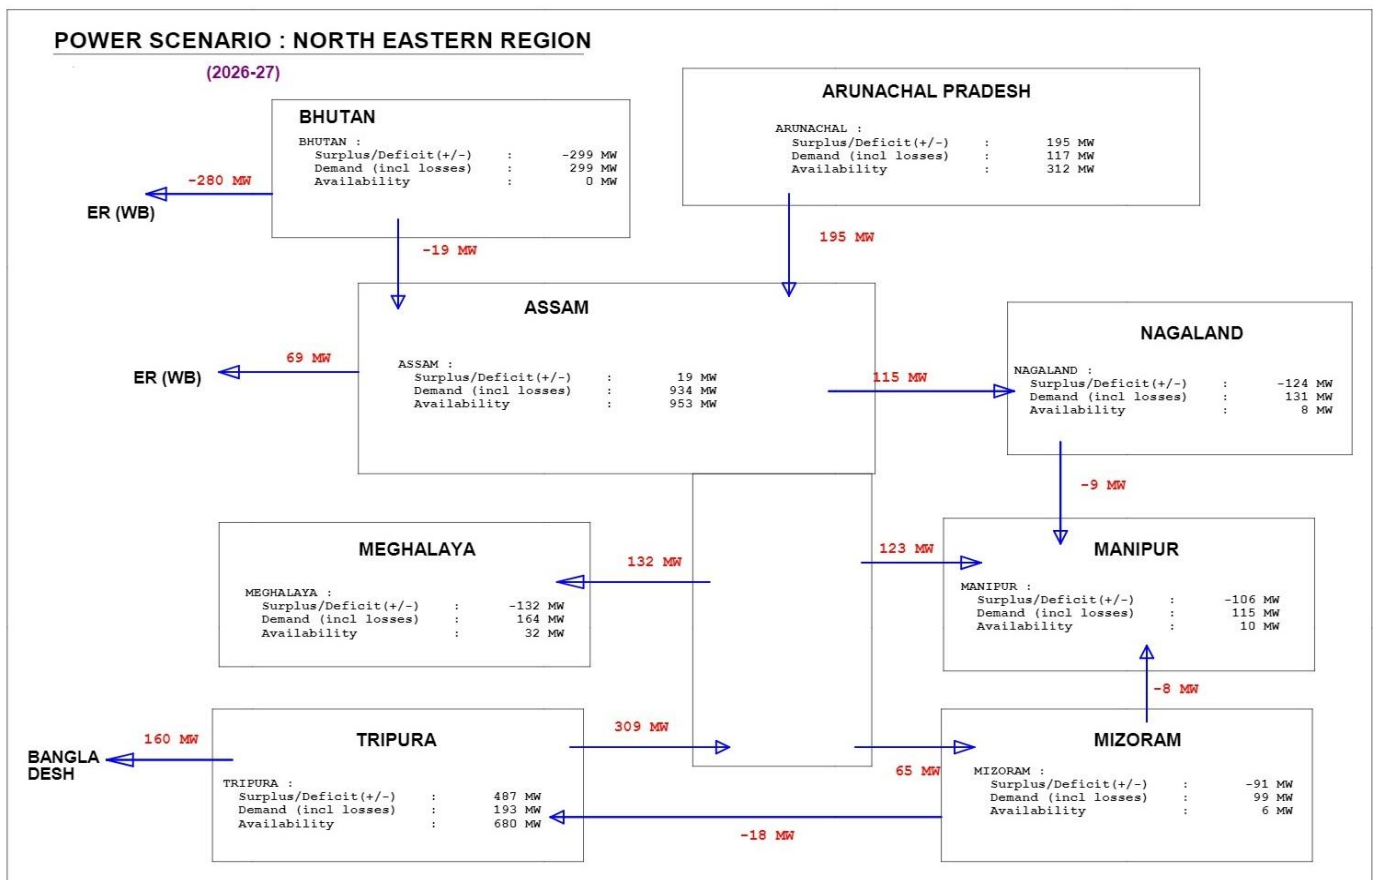 POWER SCENARIO : NORTH EASTERN REGION
(2026-27)
BHUTAN
BHUTAN :
Surplus/Deficit(+/-) : -299 MW
Demand (incl losses) : 299 MW
Availability : 0 MW
ARUNACHAL PRADESH
ARUNACHAL :
Surplus/Deficit(+/-) : 195 MW
Demand (incl losses) : 117 MW
Availability : 312 MW
-280 MW
ER (WB)
-19 MW
195 MW
ASSAM
ASSAM :
Surplus/Deficit(+/-) : 19 MW
Demand (incl losses) : 934 MW
Availability : 953 MW
69 MW
ER (WB)
115 MW
NAGALAND
NAGALAND :
Surplus/Deficit(+/-) : -124 MW
Demand (incl losses) : 131 MW
Availability : 8 MW
-9 MW
MEGHALAYA
MEGHALAYA :
Surplus/Deficit(+/-) : -132 MW
Demand (incl losses) : 164 MW
Availability : 32 MW
132 MW
123 MW
MANIPUR
MANIPUR :
Surplus/Deficit(+/-) : -106 MW
Demand (incl losses) : 115 MW
Availability : 10 MW
-8 MW
160 MW
BANGLA
DESH
TRIPURA
TRIPURA :
Surplus/Deficit(+/-) : 487 MW
Demand (incl losses) : 193 MW
Availability : 680 MW
309 MW
65 MW
MIZORAM
MIZORAM :
Surplus/Deficit(+/-) : -91 MW
Demand (incl losses) : 99 MW
Availability : 6 MW
-18 MW